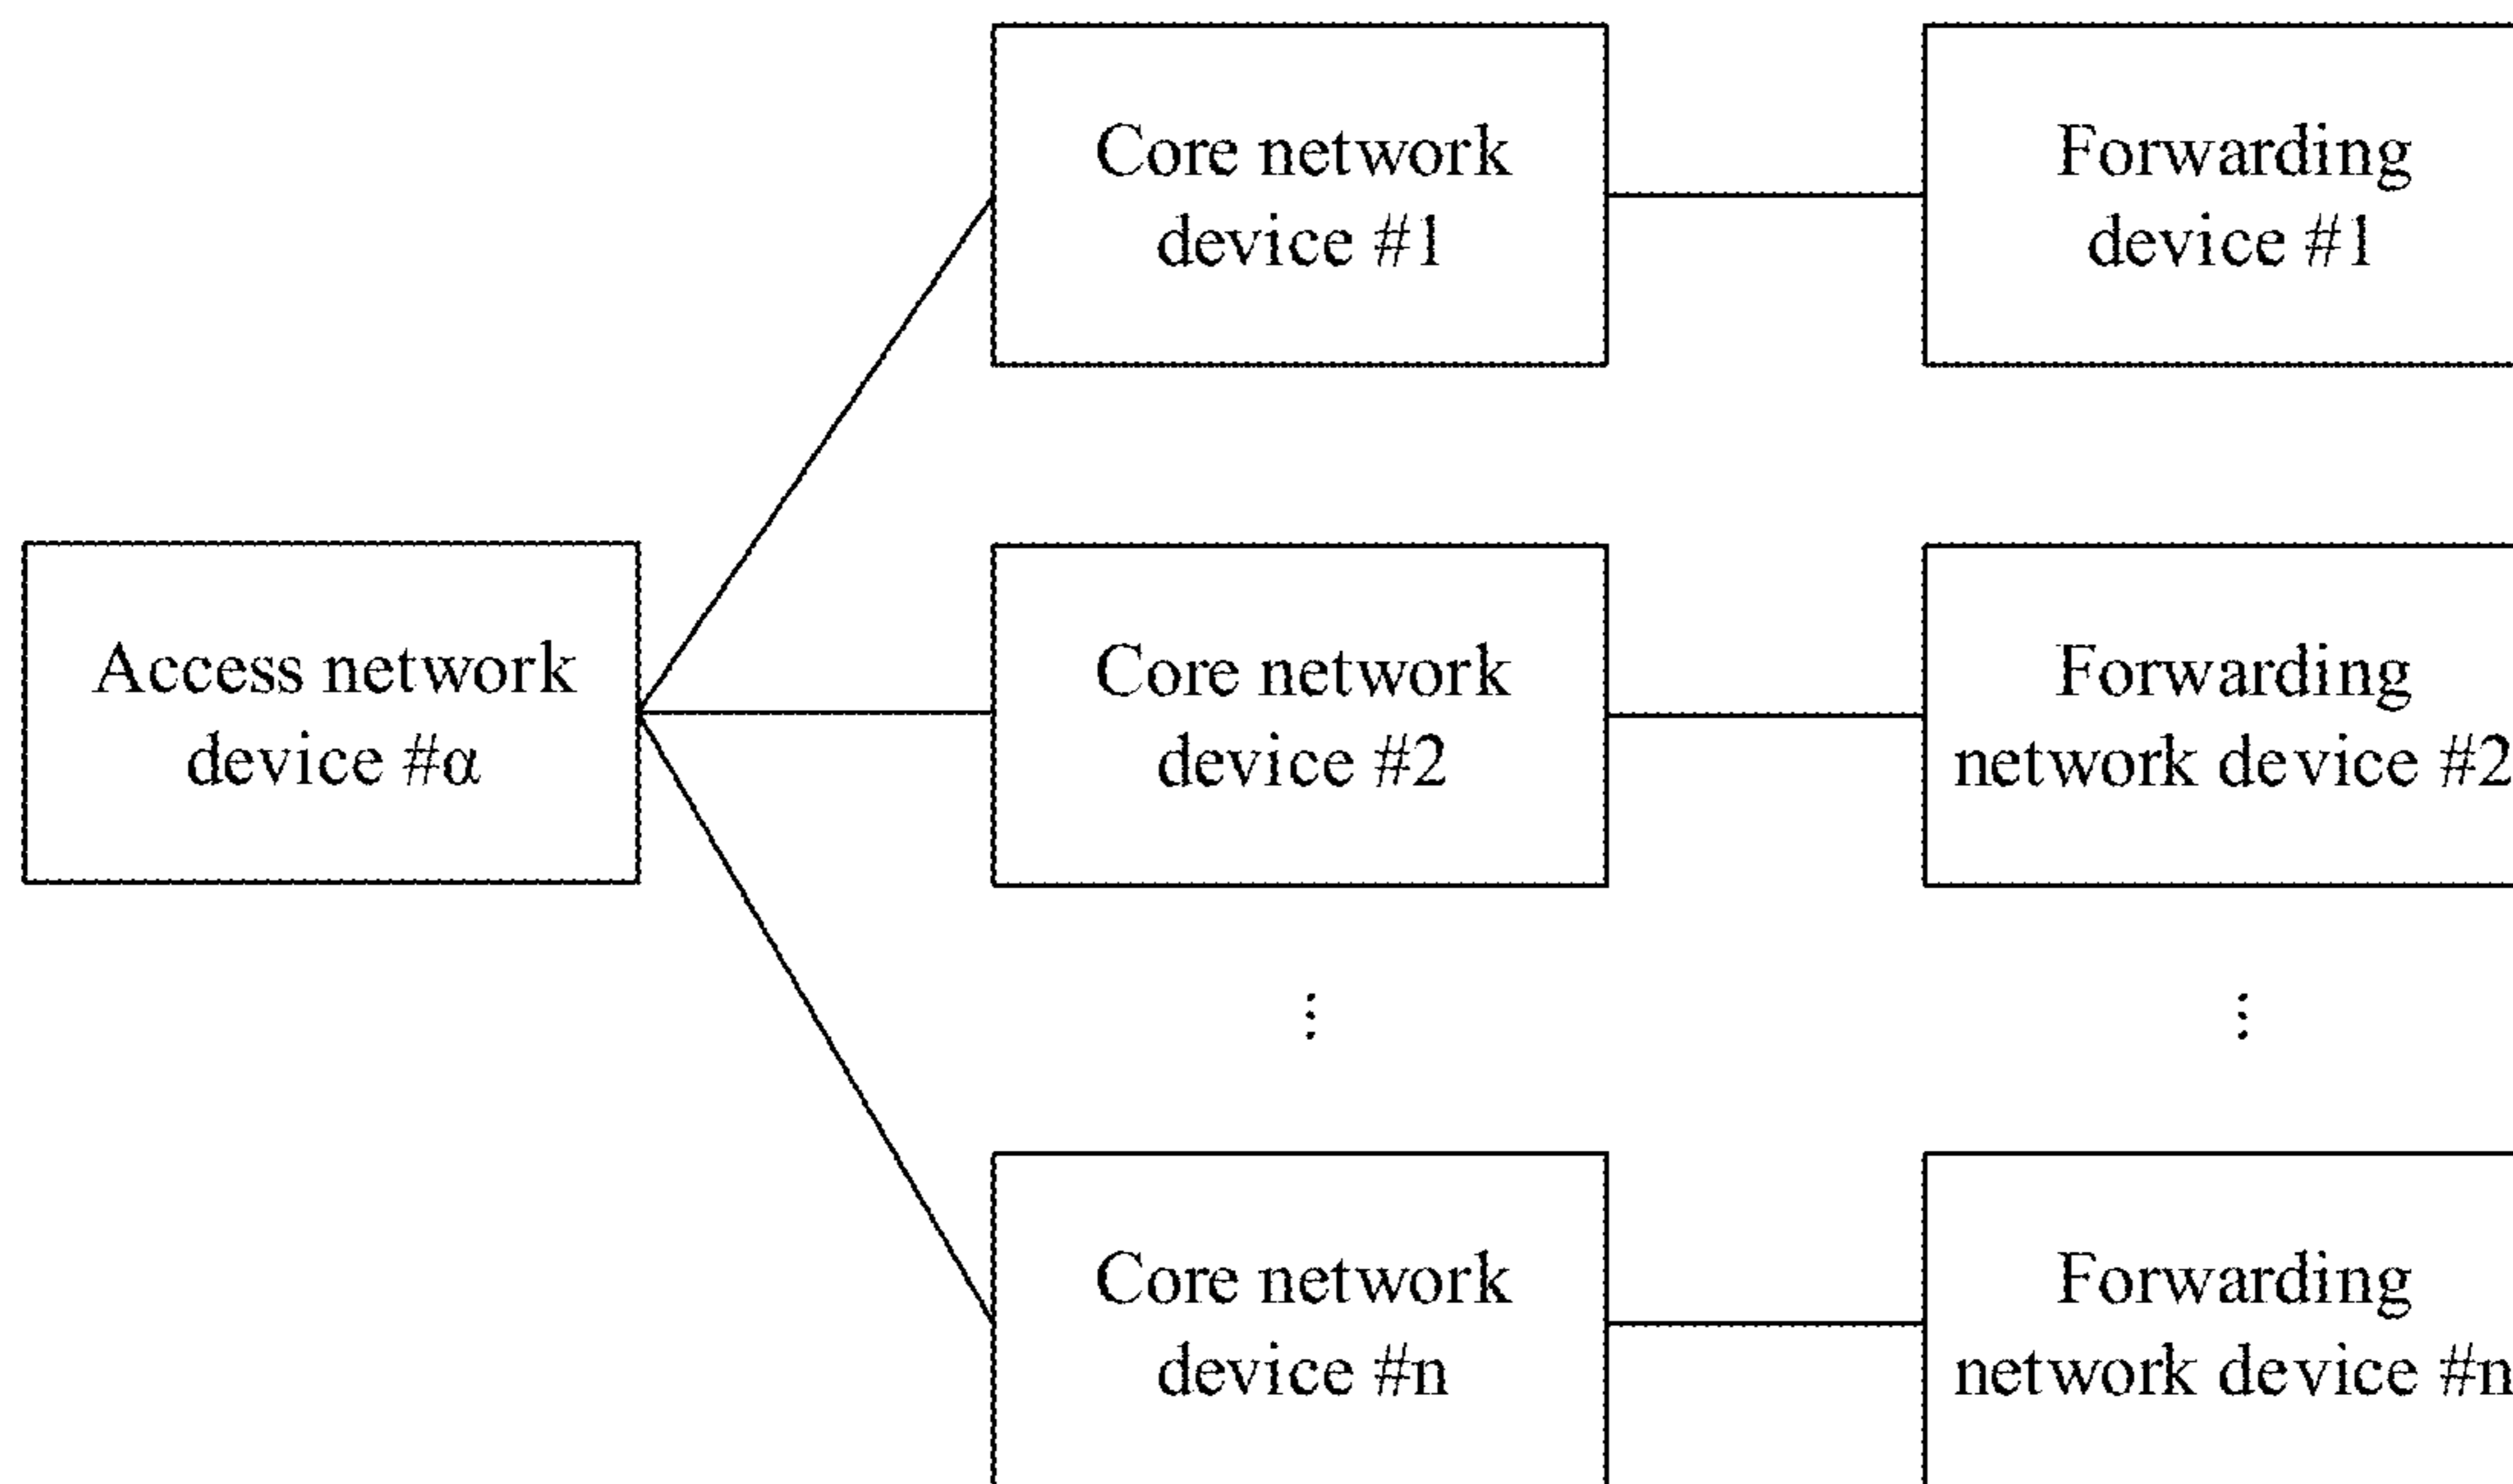 Core network
device #1
Forwarding
device #1
Access network
device #α
Core network
device #2
Forwarding
network device #2
⋮
⋮
Core network
device #n
Forwarding
network device #n